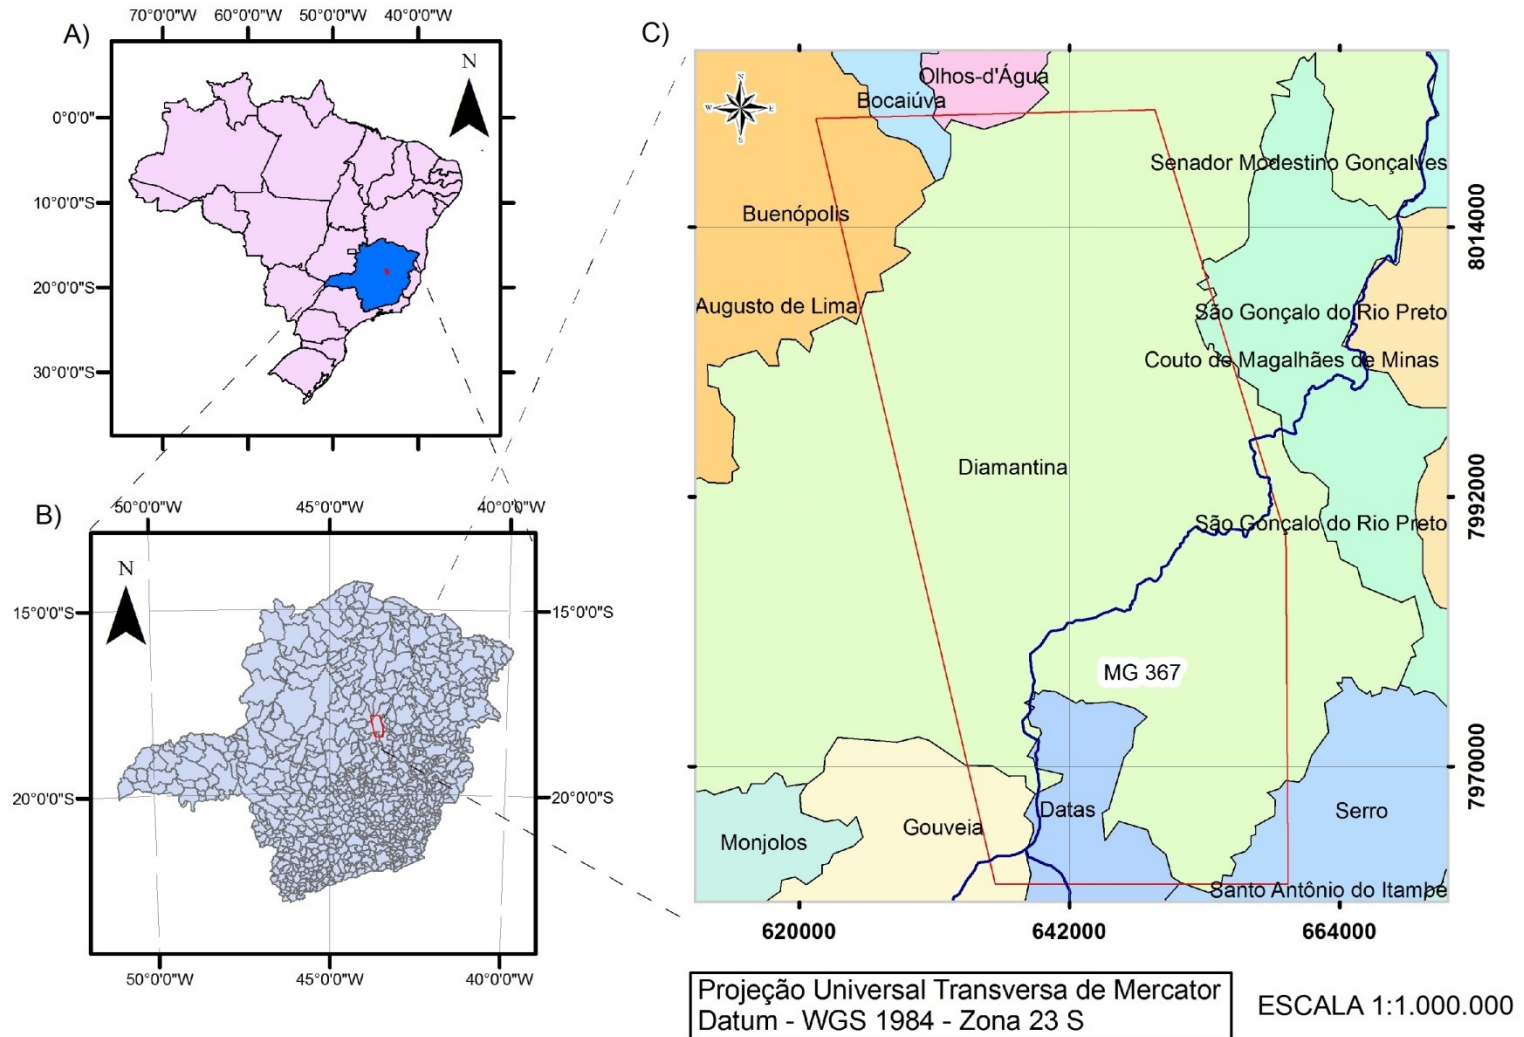 A)
70°0'0"W 60°0'0"W 50°0'0"W 40°0'0"W
N
0°0'0"
10°0'0"S
20°0'0"S
30°0'0"S
B)
50°0'0"W 45°0'0"W 40°0'0"W
N
15°0'0"S 15°0'0"S
20°0'0"S 20°0'0"S
50°0'0"W 45°0'0"W 40°0'0"W
C)
N
W E
S
Olhos-d'Água
Bocaiúva
Senador Modestino Gonçalves
Buenópolis
8014000
Augusto de Lima
São Gonçalo do Rio Preto
Couto de Magalhães de Minas
Diamantina
7992000
São Gonçalo do Rio Preto
MG 367
7970000
Datas
Serro
Gouveia
Monjolos
Santo Antônio do Itambé
620000 642000 664000
Projeção Universal Transversa de Mercator
Datum - WGS 1984 - Zona 23 S
ESCALA 1:1.000.000